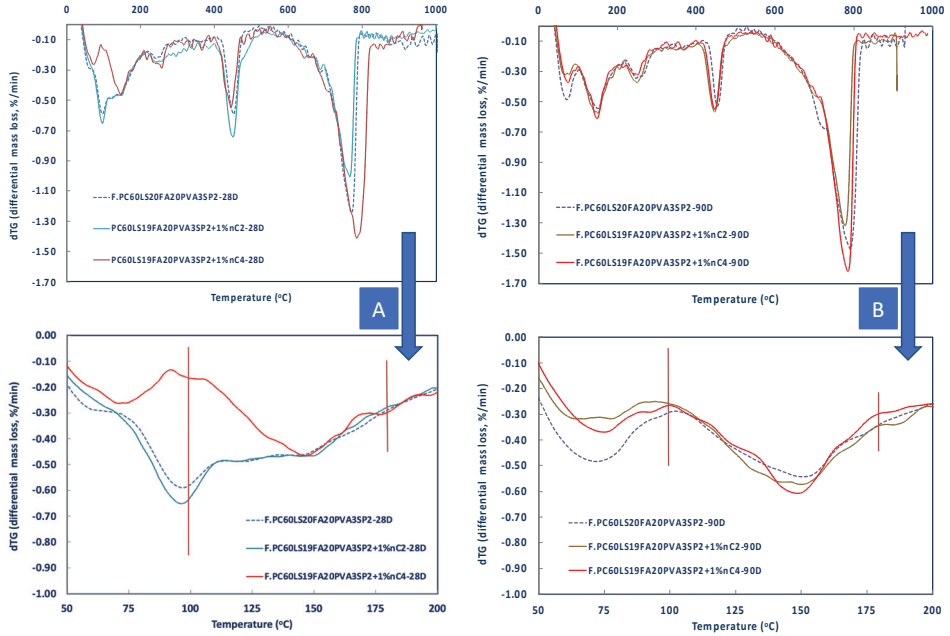 0 200 400 600 800 1000
-0.10
-0.30
-0.50
-0.70
-0.90
-1.10
-1.30
-1.50
-1.70
dTG (differential mass loss, %/min)
F.PC60LS20FA20PVA3SP2-28D
PC60LS19FA20PVA3SP2+1%nC2-28D
PC60LS19FA20PVA3SP2+1%nC4-28D
Temperature (°C)
A
0 200 400 600 800 1000
-0.10
-0.30
-0.50
-0.70
-0.90
-1.10
-1.30
-1.50
-1.70
dTG (differential mass loss, %/min)
F.PC60LS20FA20PVA3SP2-90D
F.PC60LS19FA20PVA3SP2+1%nC2-90D
F.PC60LS19FA20PVA3SP2+1%nC4-90D
Temperature (°C)
B
0.00
-0.10
-0.20
-0.30
-0.40
-0.50
-0.60
-0.70
-0.80
-0.90
-1.00
dTG (differential mass loss, %/min)
F.PC60LS20FA20PVA3SP2-28D
F.PC60LS19FA20PVA3SP2+1%nC2-28D
F.PC60LS19FA20PVA3SP2+1%nC4-28D
50 75 100 125 150 175 200
Temperature (°C)
0.00
-0.10
-0.20
-0.30
-0.40
-0.50
-0.60
-0.70
-0.80
-0.90
-1.00
dTG (differential mass loss, %/min)
F.PC60LS20FA20PVA3SP2-90D
F.PC60LS19FA20PVA3SP2+1%nC2-90D
F.PC60LS19FA20PVA3SP2+1%nC4-90D
50 75 100 125 150 175 200
Temperature (°C)